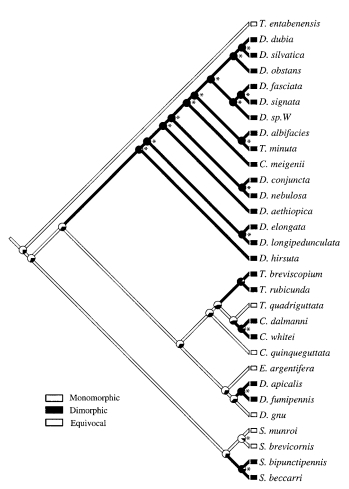 T. entabenensis
D. dubia
D. silvatica
D. obstans
D. fasciata
D. signata
D. sp.W
D. albifacies
T. minuta
C. meigenii
D. conjuncta
D. nebulosa
D. aethiopica
D. elongata
D. longipedunculata
D. hirsuta
T. breviscopium
T. rubicunda
T. quadriguttata
C. dalmanni
C. whitei
C. quinqueguttata
E. argentifera
D. apicalis
D. fumipennis
D. gnu
S. munroi
S. brevicornis
S. bipunctipennis
S. beccarri
Monomorphic
Dimorphic
Equivocal